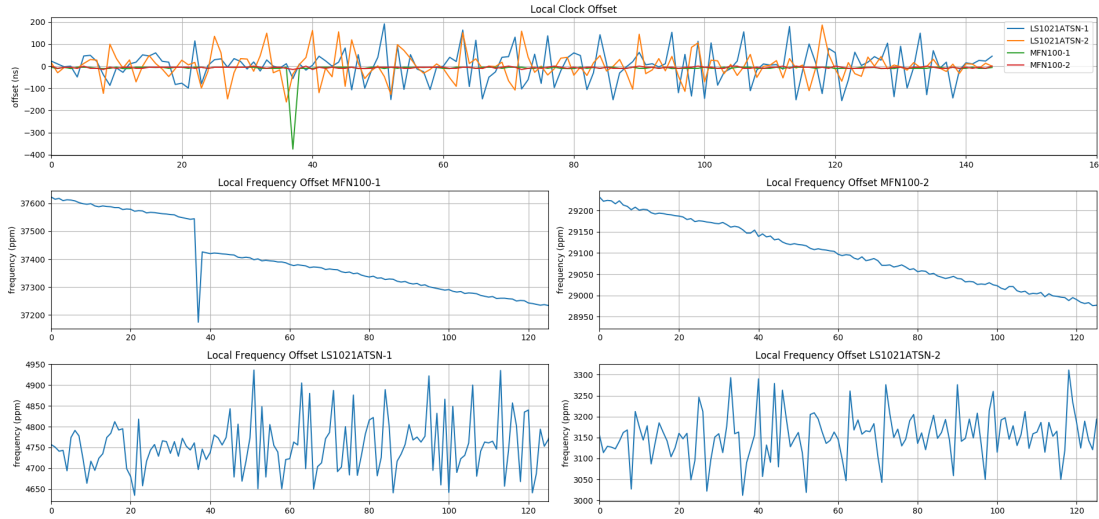 Local Clock Offset
offset (ns)
200
100
0
−100
−200
−300
−400
0 20 40 60 80 100 120 140 160
LS1021ATSN-1
LS1021ATSN-2
MFN100-1
MFN100-2
Local Frequency Offset MFN100-1
frequency (ppm)
37600
37500
37400
37300
37200
0 20 40 60 80 100 120
Local Frequency Offset MFN100-2
frequency (ppm)
29200
29150
29100
29050
29000
28950
0 20 40 60 80 100 120
Local Frequency Offset LS1021ATSN-1
frequency (ppm)
4950
4900
4850
4800
4750
4700
4650
0 20 40 60 80 100 120
Local Frequency Offset LS1021ATSN-2
frequency (ppm)
3300
3250
3200
3150
3100
3050
3000
0 20 40 60 80 100 120